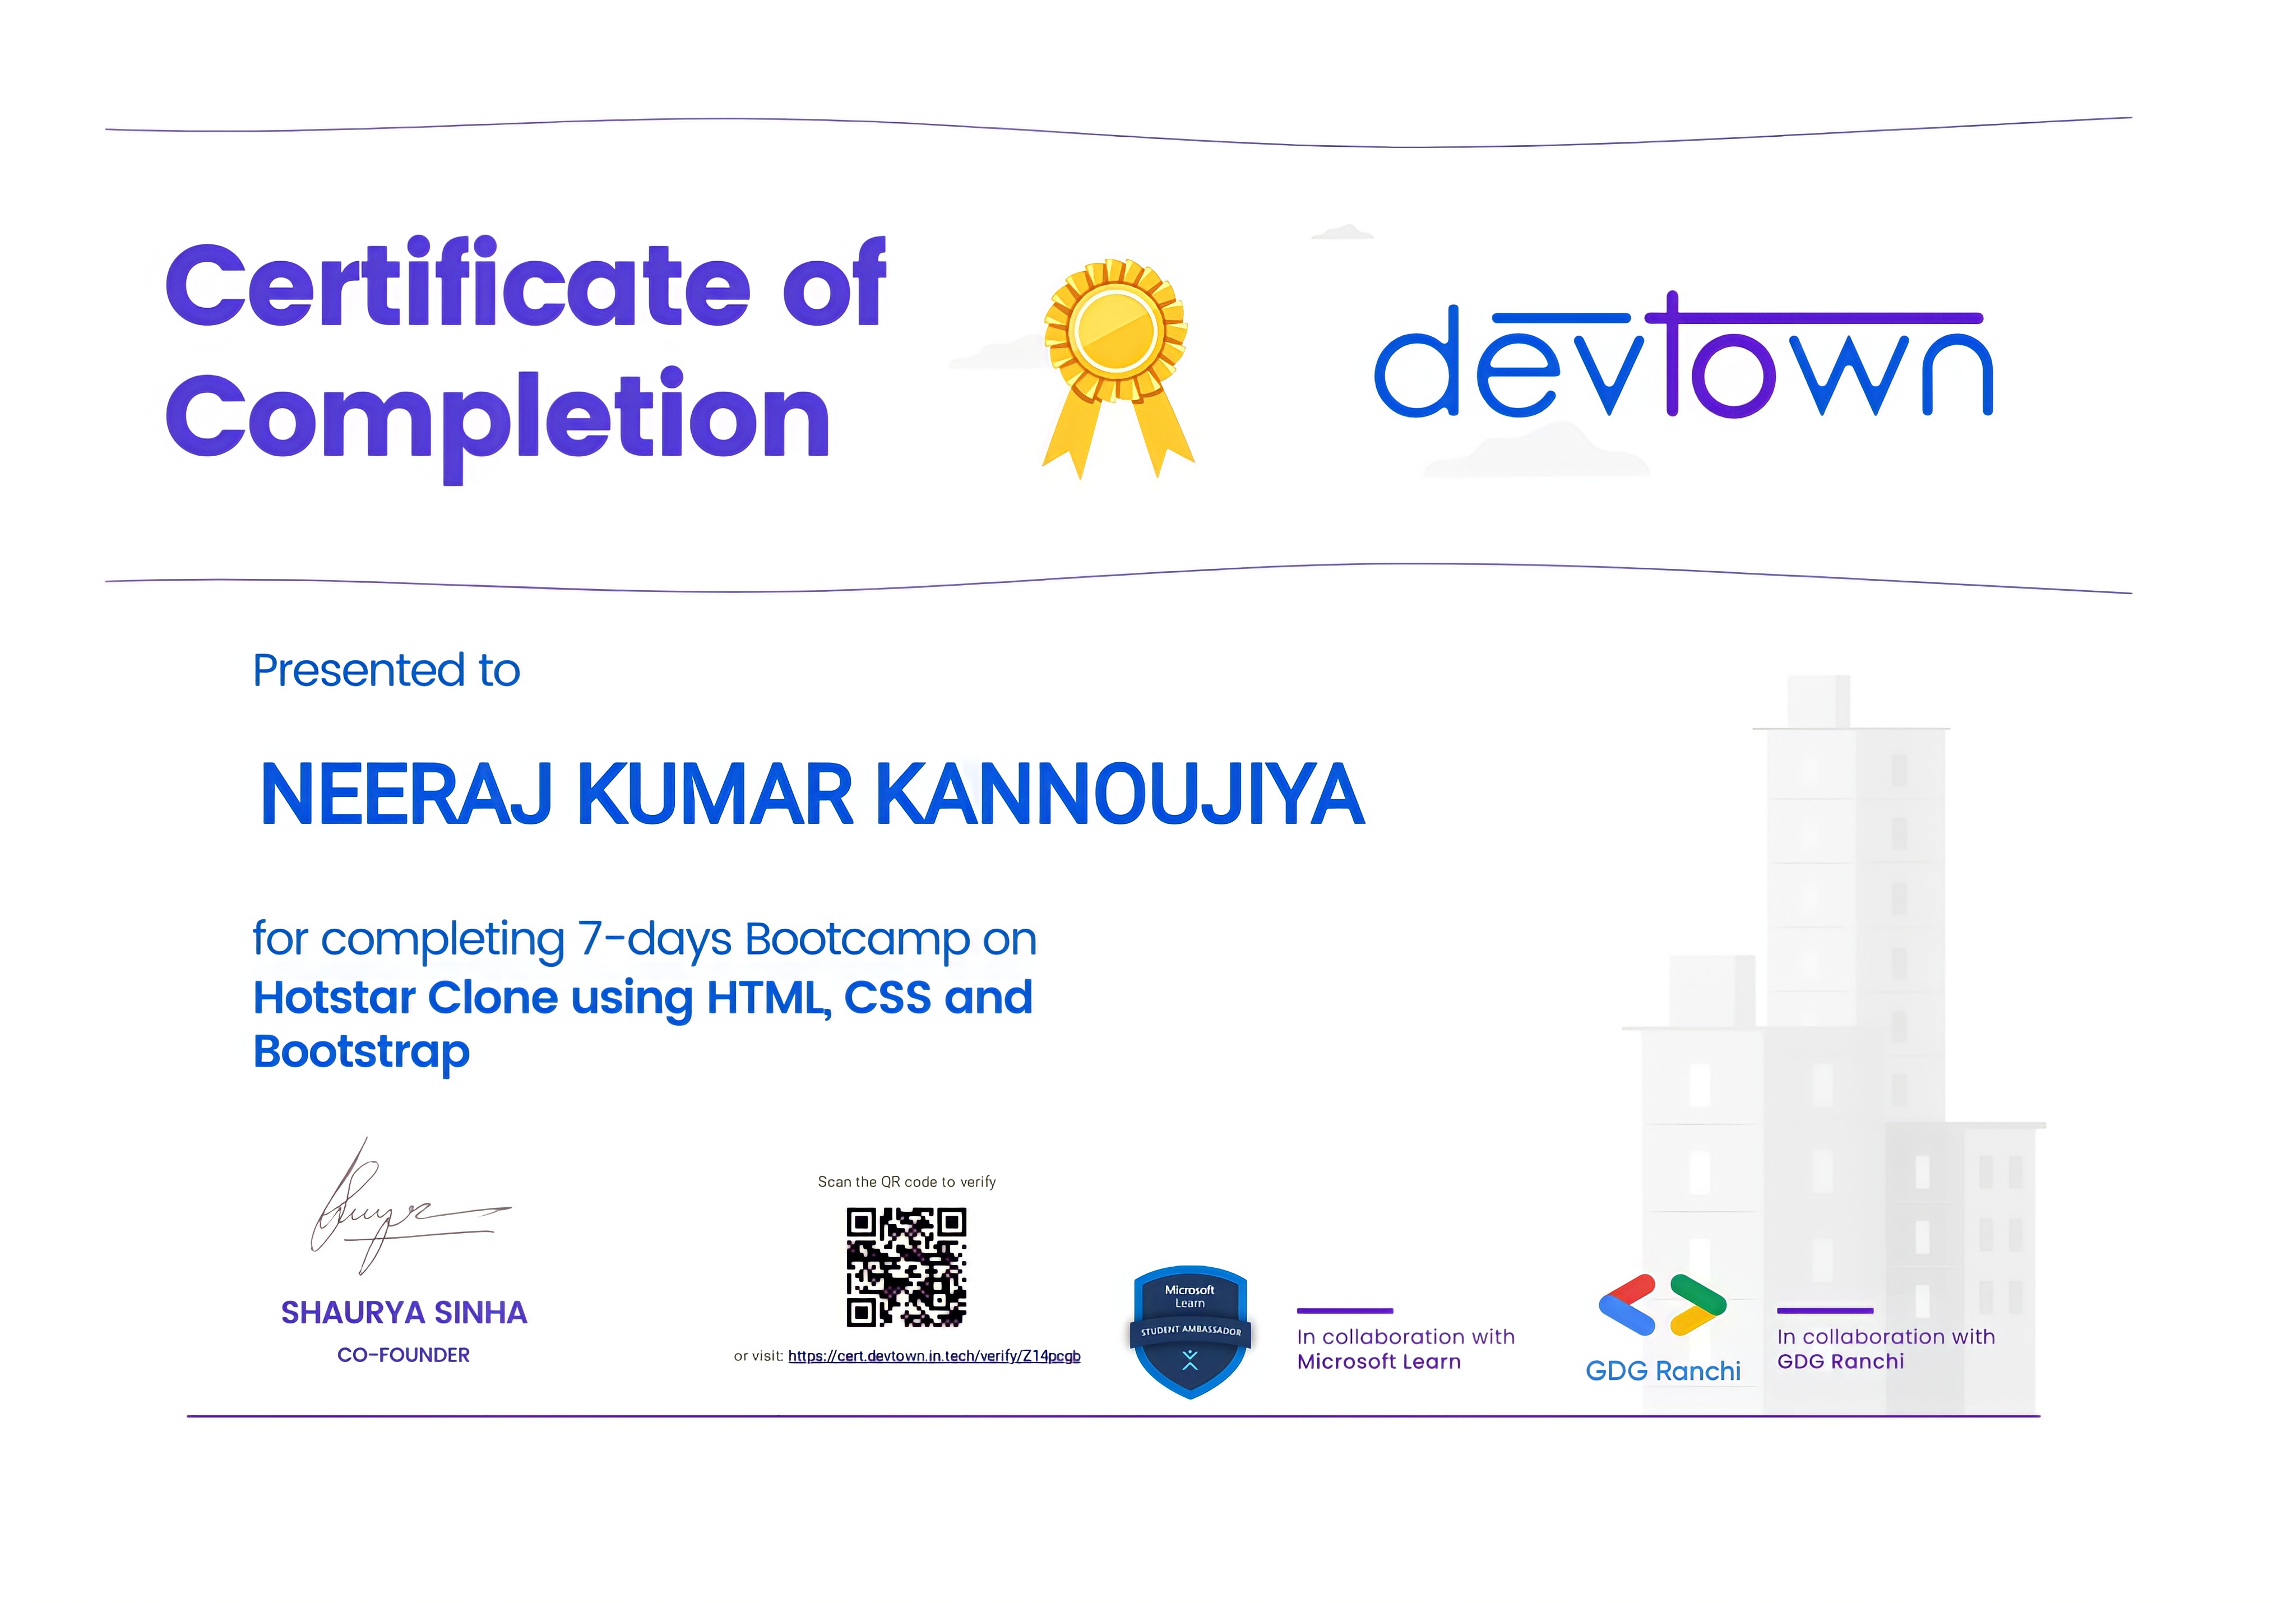 Certificate of
Completion
devtown
Presented to
NEERAJ KUMAR KANNOUJIYA
for completing 7-days Bootcamp on
Hotstar Clone using HTML, CSS and
Bootstrap
SHAURYA SINHA
CO-FOUNDER
Scan the QR code to verify
or visit: https://cert.devtown.in.tech/verify/Z14pcgb
Microsoft
Learn
STUDENT AMBASSADOR
In collaboration with
Microsoft Learn
GDG Ranchi
In collaboration with
GDG Ranchi